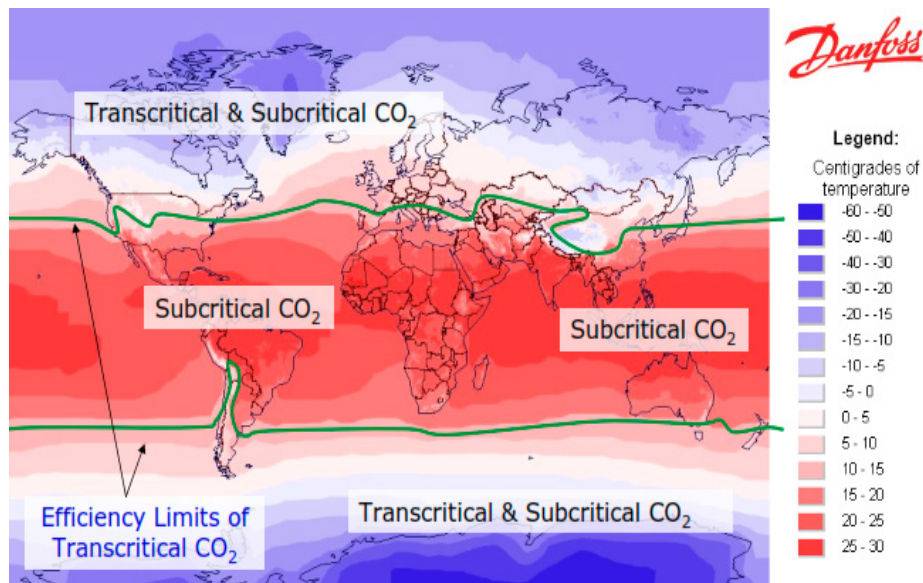 Danfoss
Transcritical & Subcritical CO₂
Subcritical CO₂
Subcritical CO₂
Efficiency Limits of
Transcritical CO₂
Transcritical & Subcritical CO₂
Legend:
Centigrades of
temperature
-60 - -50
-50 - -40
-40 - -30
-30 - -20
-20 - -15
-15 - -10
-10 - -5
-5 - 0
0 - 5
5 - 10
10 - 15
15 - 20
20 - 25
25 - 30